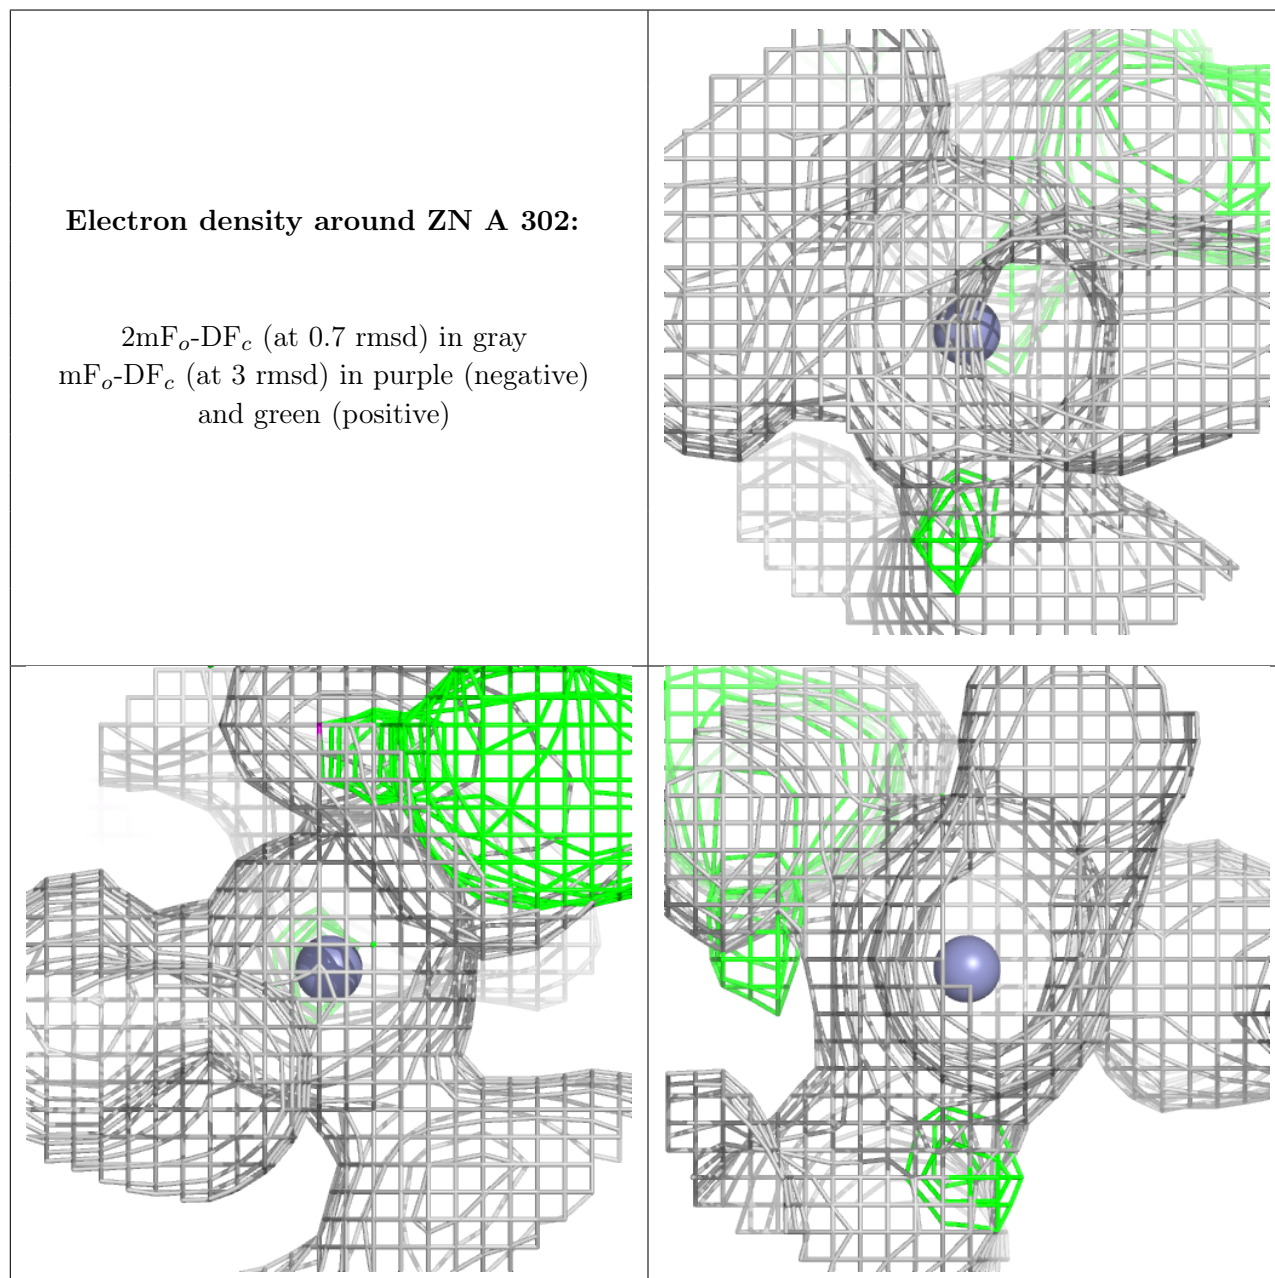 Electron density around ZN A 302:
2mFo-DFc (at 0.7 rmsd) in gray
mFo-DFc (at 3 rmsd) in purple (negative)
and green (positive)